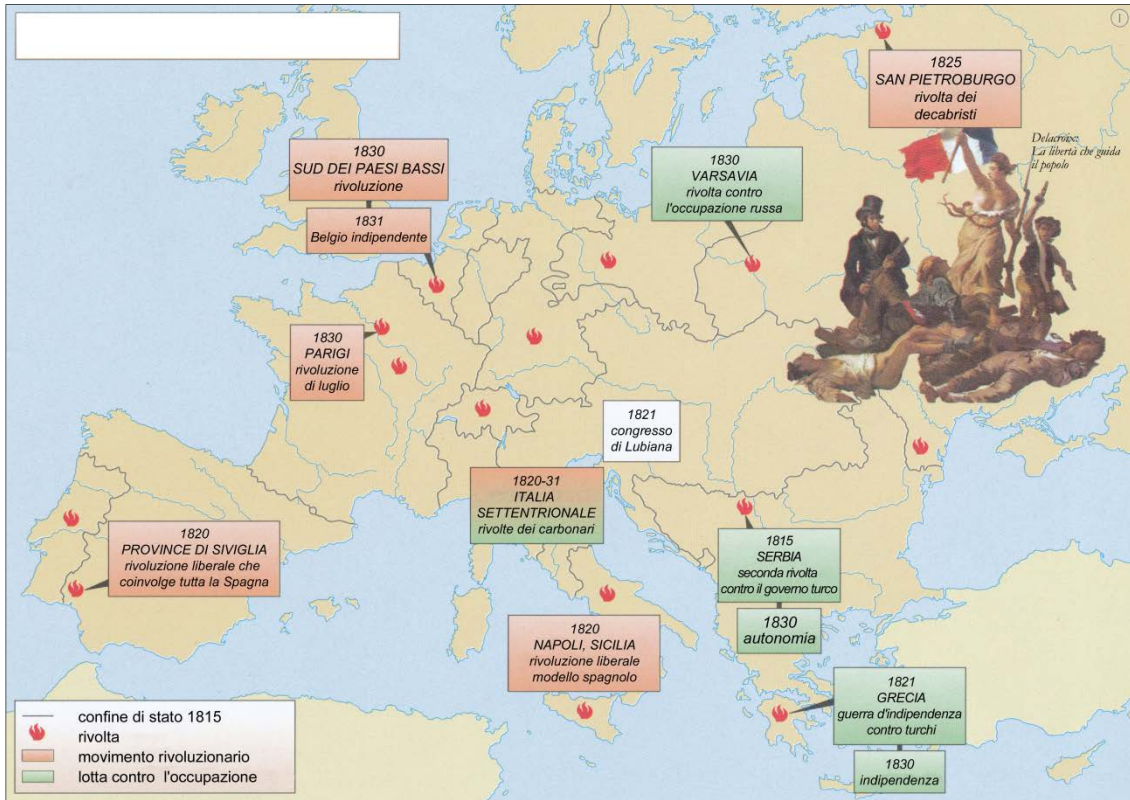 1
1825
SAN PIETROBURGO
rivolta dei
decabristi
Delacroix:
La libertà che guida
il popolo
1830
SUD DEI PAESI BASSI
rivoluzione
1831
Belgio indipendente
1830
VARSAVIA
rivolta contro
l'occupazione russa
1830
PARIGI
rivoluzione
di luglio
1821
congresso
di Lubiana
1820-31
ITALIA
SETTENTRIONALE
rivolte dei carbonari
1820
PROVINCE DI SIVIGLIA
rivoluzione liberale che
coinvolge tutta la Spagna
1815
SERBIA
seconda rivolta
contro il governo turco
1830
autonomia
1820
NAPOLI, SICILIA
rivoluzione liberale
modello spagnolo
1821
GRECIA
guerra d'indipendenza
contro turchi
1830
indipendenza
confine di stato 1815
rivolta
movimento rivoluzionario
lotta contro l'occupazione